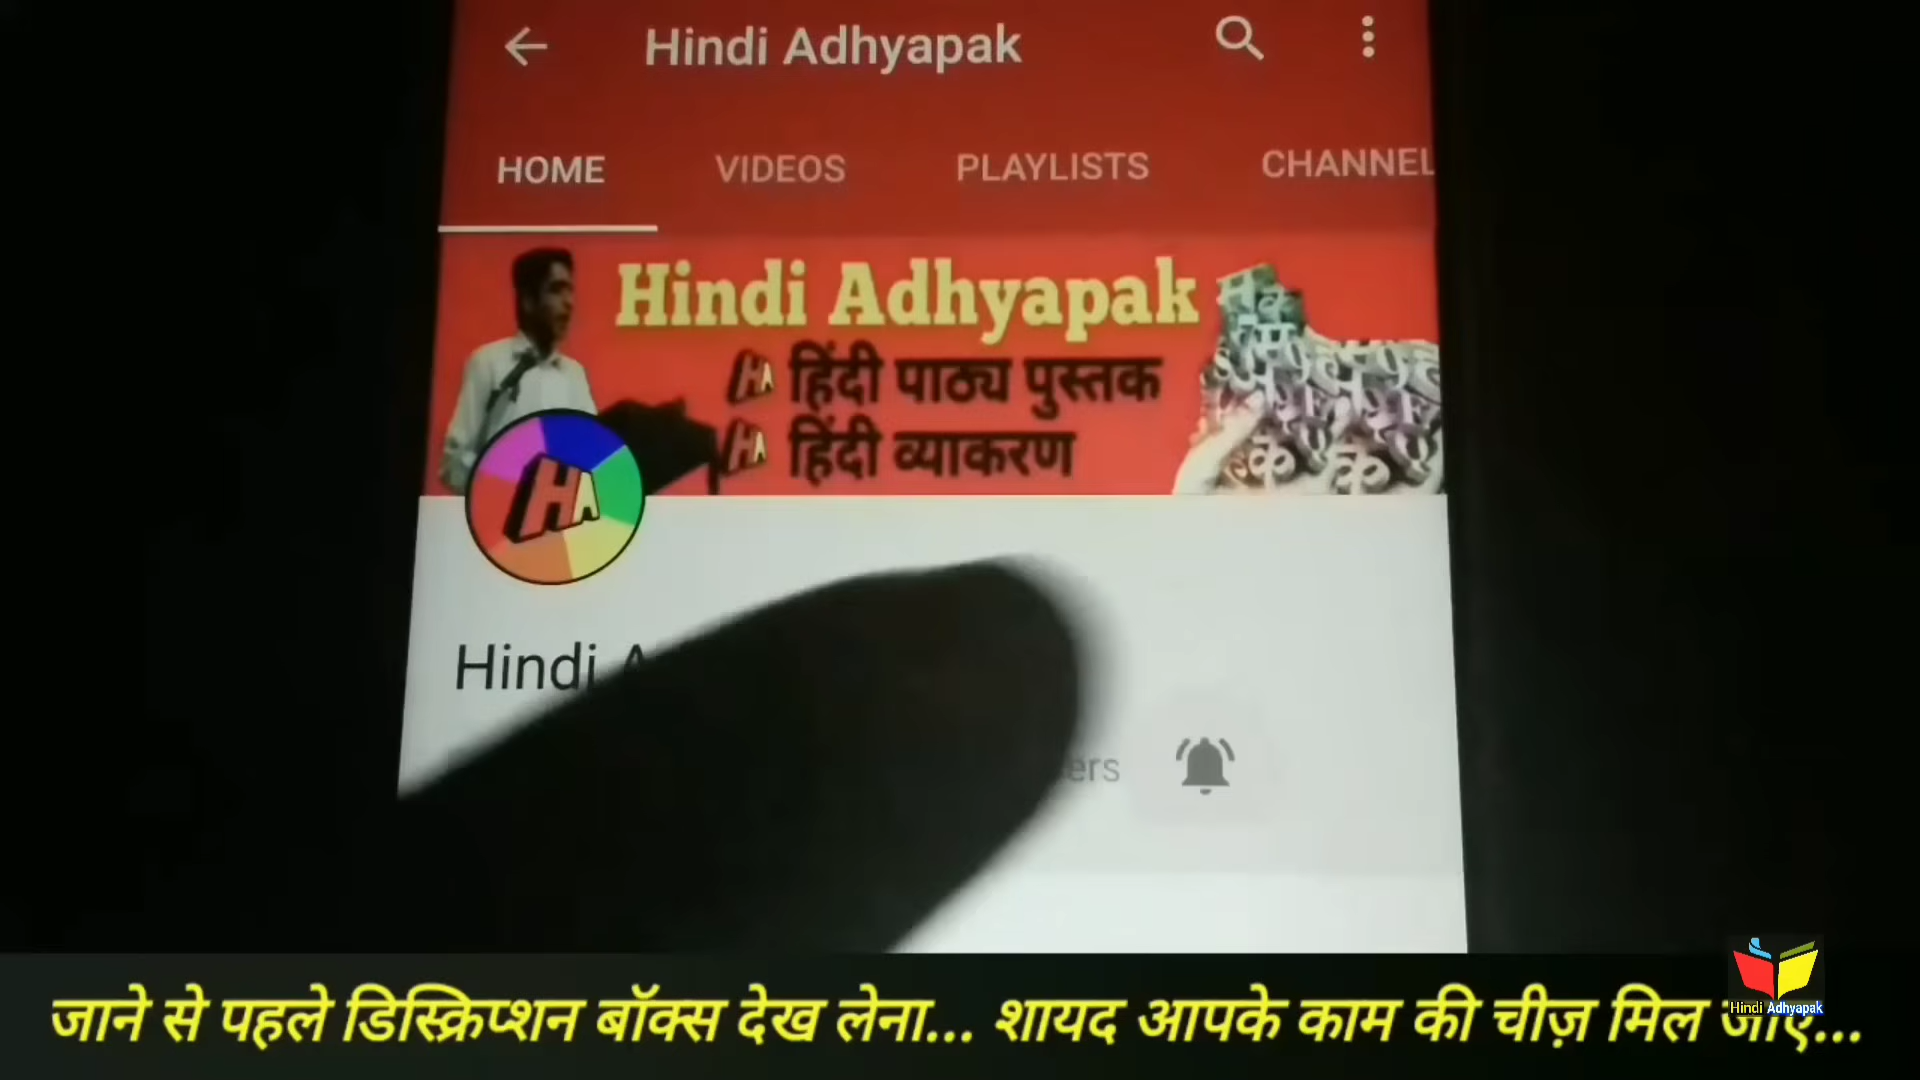 Hindi Adhyapak
HOME VIDEOS PLAYLISTS CHANNEL
Hindi Adhyapak
HA हिंदी पाठ्य पुस्तक
HA हिंदी व्याकरण
HA
Hindi A
ers
जाने से पहले डिस्क्रिप्शन बॉक्स देख लेना... शायद आपके काम की चीज़ मिल जाए...
Hindi Adhyapak